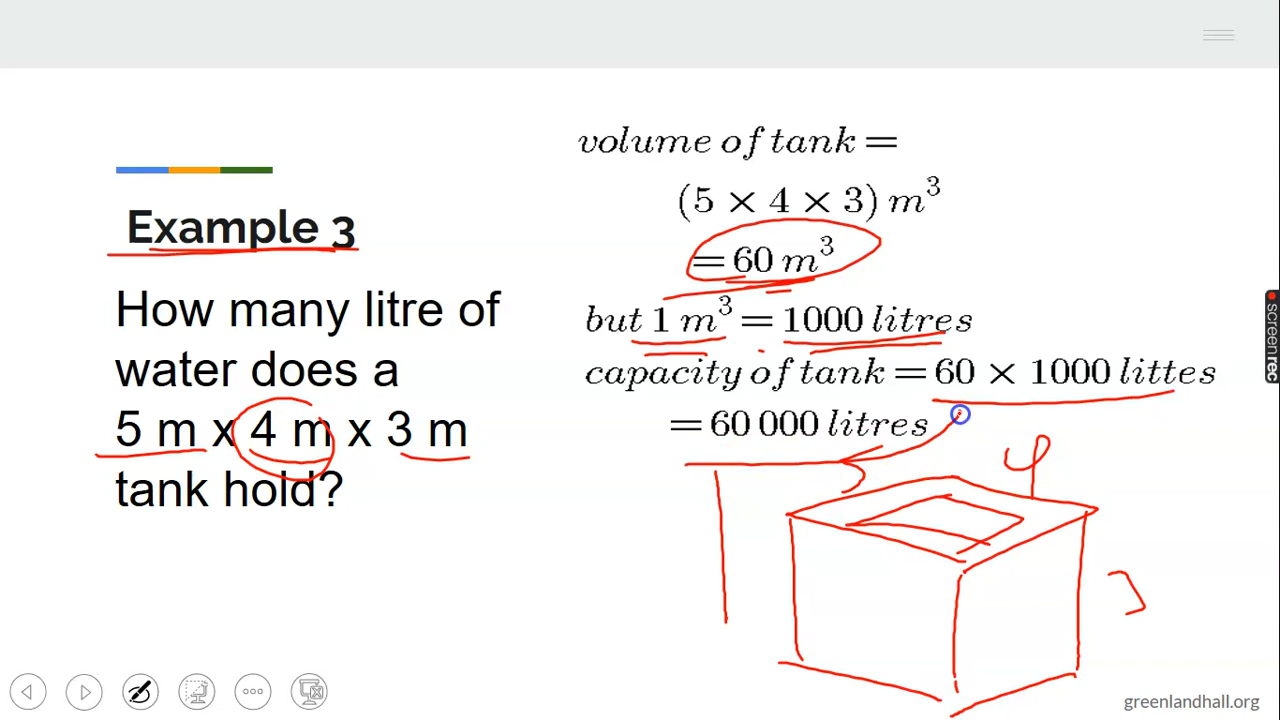 Example 3
How many litre of
water does a
5 m x 4 m x 3 m
tank hold?
volume of tank =
(5 × 4 × 3) m³
= 60 m³
but 1 m³ = 1000 litres
capacity of tank = 60 × 1000 littes
= 60 000 litres
4
greenlandhall.org
screenrec